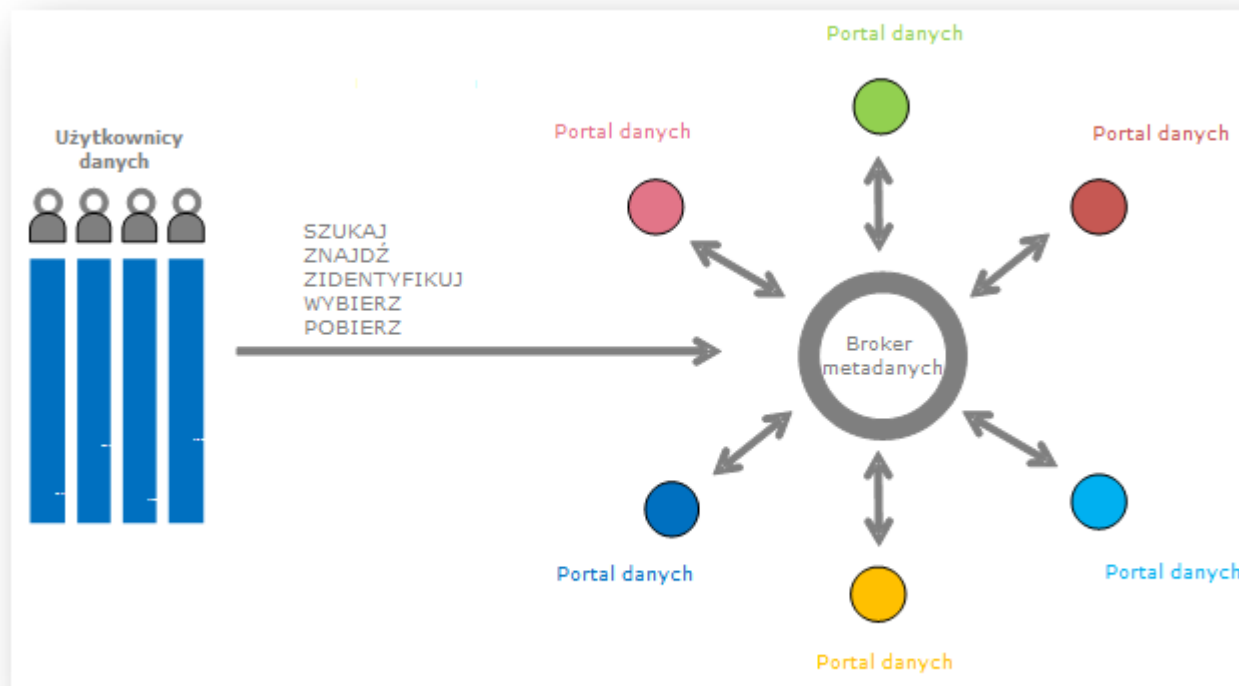 Portal danych
Portal danych
Portal danych
Użytkownicy
danych
SZUKAJ
ZNAJDŹ
ZIDENTYFIKUJ
WYBIERZ
POBIERZ
Broker
metadanych
Portal danych
Portal danych
Portal danych